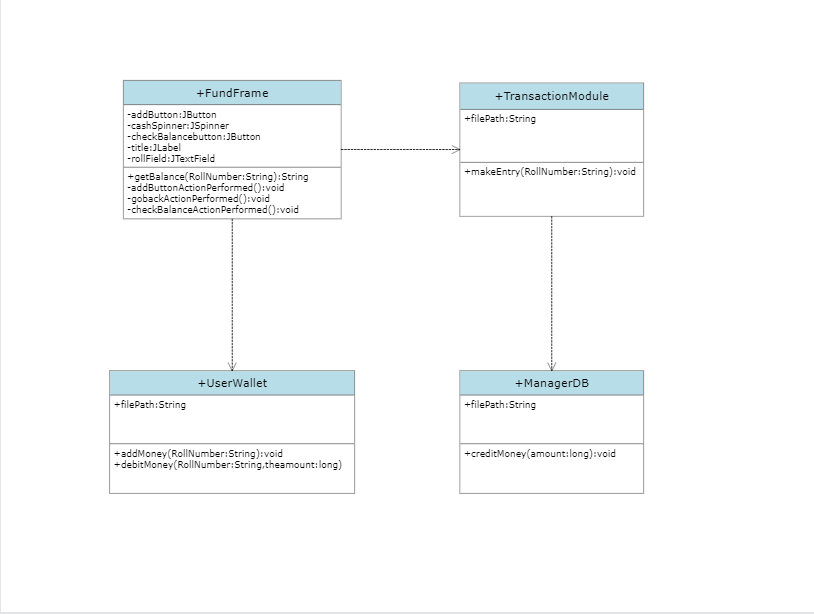 +FundFrame
-addButton:JButton
-cashSpinner:JSpinner
-checkBalancebutton:JButton
-title:JLabel
-rollField:JTextField
+getBalance(RollNumber:String):String
-addButtonActionPerformed():void
-gobackActionPerformed():void
-checkBalanceActionPerformed():void
+TransactionModule
+filePath:String
+makeEntry(RollNumber:String):void
+UserWallet
+filePath:String
+addMoney(RollNumber:String):void
+debitMoney(RollNumber:String,theamount:long)
+ManagerDB
+filePath:String
+creditMoney(amount:long):void